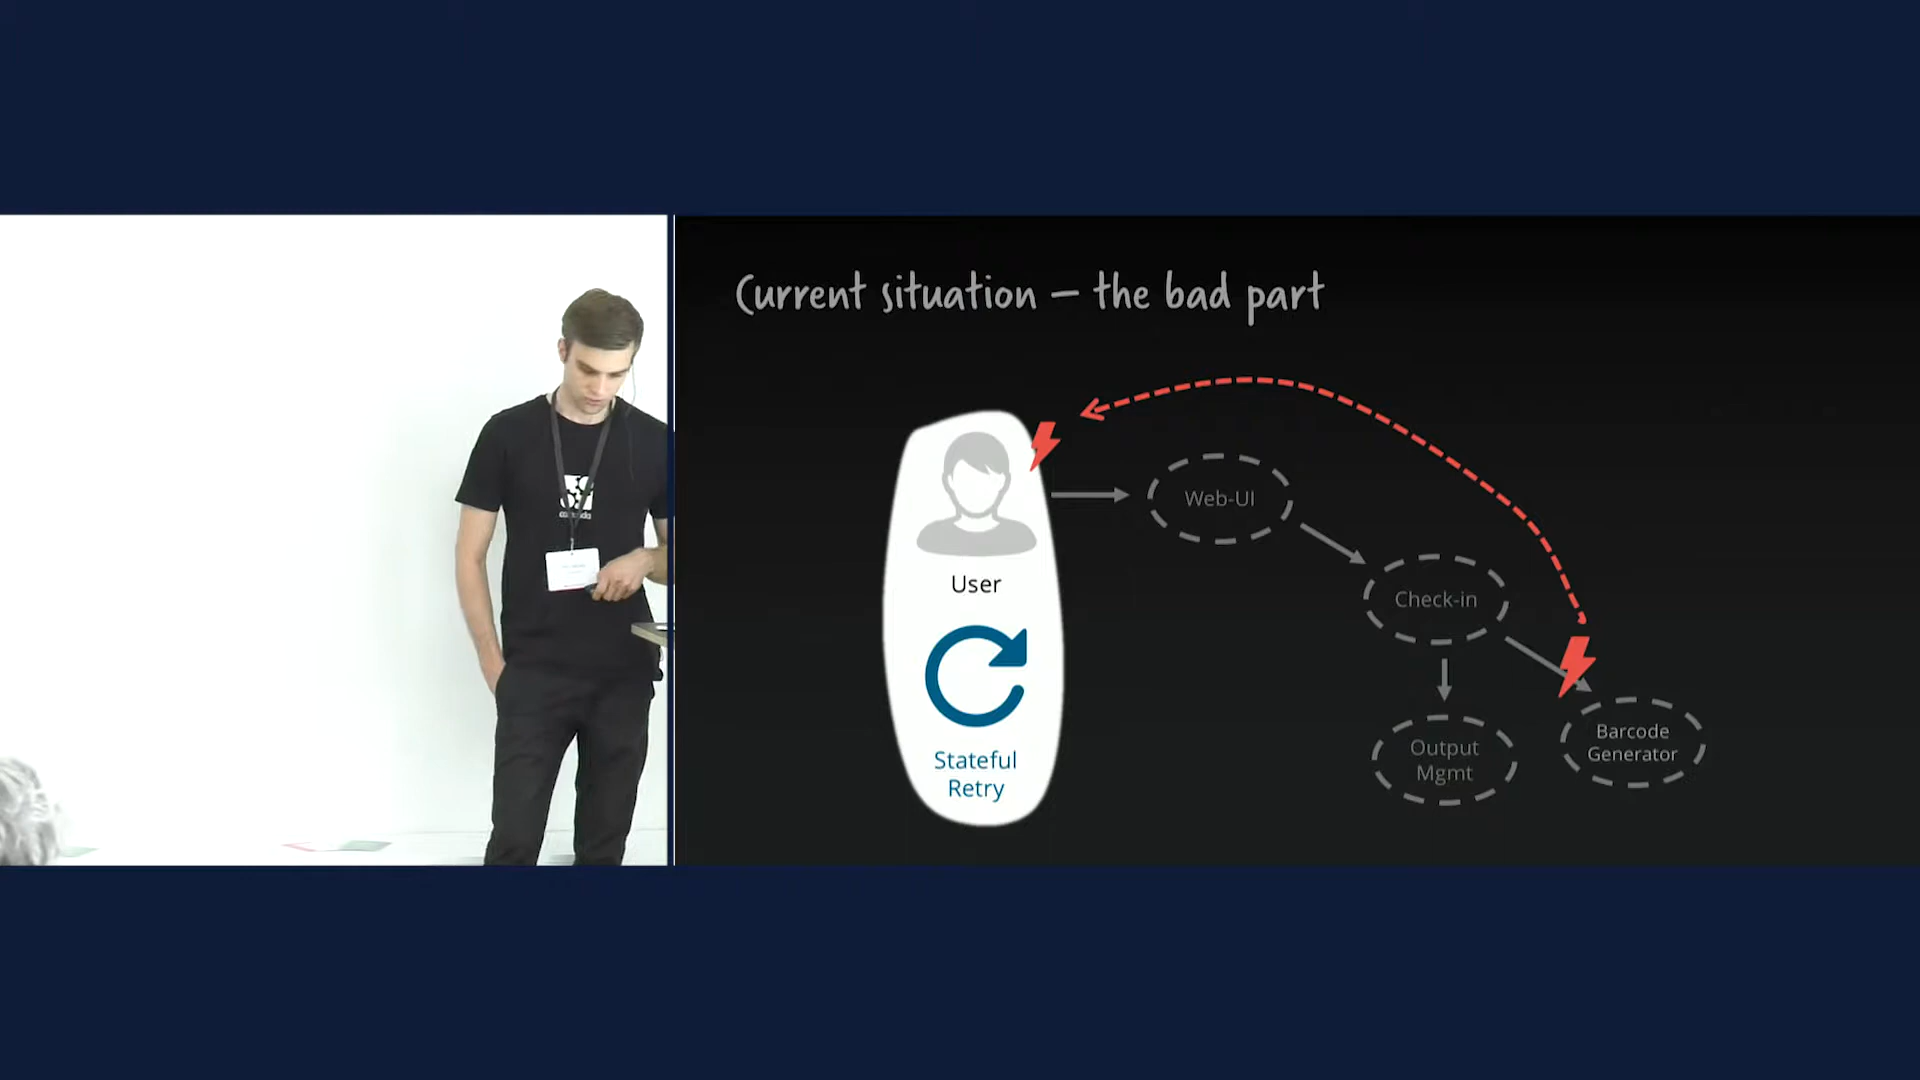 Current situation – the bad part
Web-UI
User
Check-in
Stateful
Retry
Output
Mgmt
Barcode
Generator